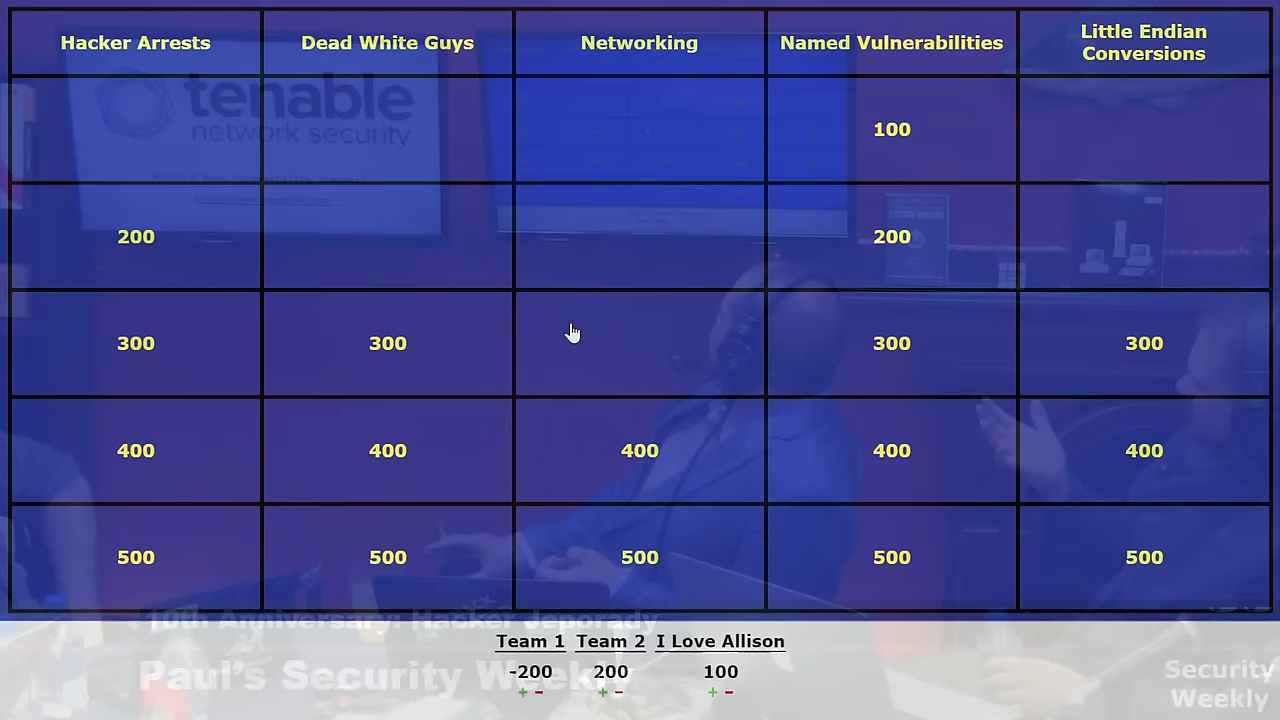 Hacker Arrests
Dead White Guys
Networking
Named Vulnerabilities
Little Endian
Conversions
tenable
network security
100
200
200
300
300
300
300
400
400
400
400
400
500
500
500
500
500
10th Anniversary: Hacker Jeporady
Paul's Security Weekly
Security
Weekly
Team 1 Team 2 I Love Allison
-200 200 100
+ − + − + −